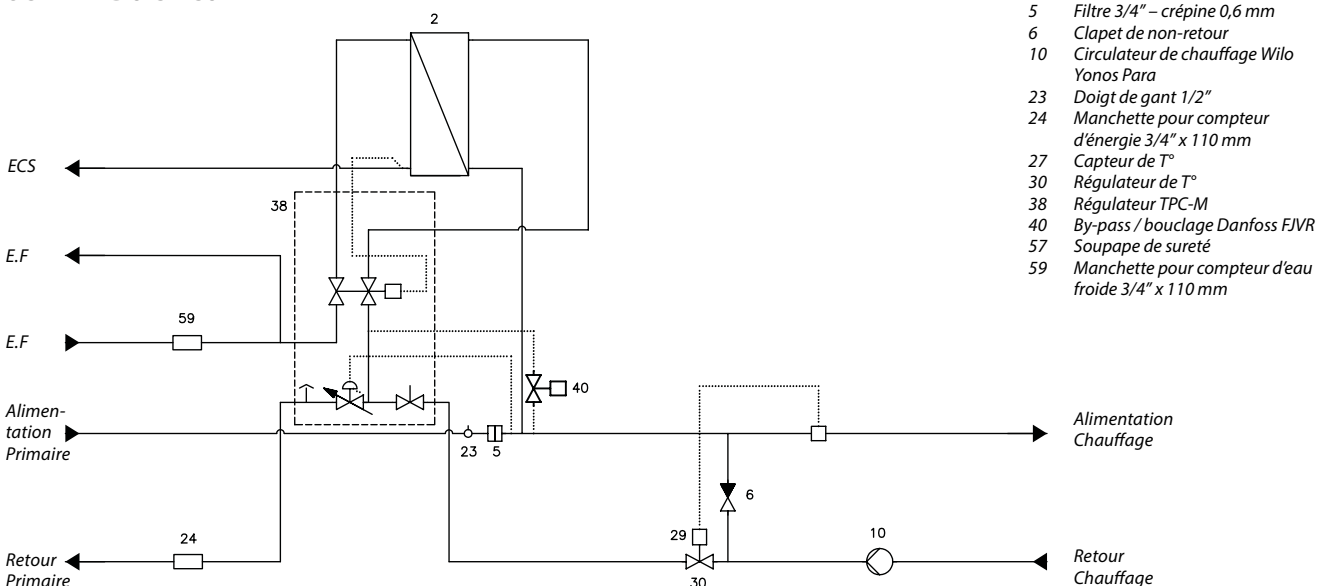 2
ECS
38
E.F
59
E.F
40
Alimen-
tation
Primaire
23
5
Alimentation
Chauffage
6
24
29
10
Retour
Primaire
30
Retour
Chauffage
5 Filtre 3/4” – crépine 0,6 mm
6 Clapet de non-retour
10 Circulateur de chauffage Wilo
Yonos Para
23 Doigt de gant 1/2”
24 Manchette pour compteur
d’énergie 3/4” x 110 mm
27 Capteur de T°
30 Régulateur de T°
38 Régulateur TPC-M
40 By-pass / bouclage Danfoss FJVR
57 Soupape de sureté
59 Manchette pour compteur d’eau
froide 3/4” x 110 mm